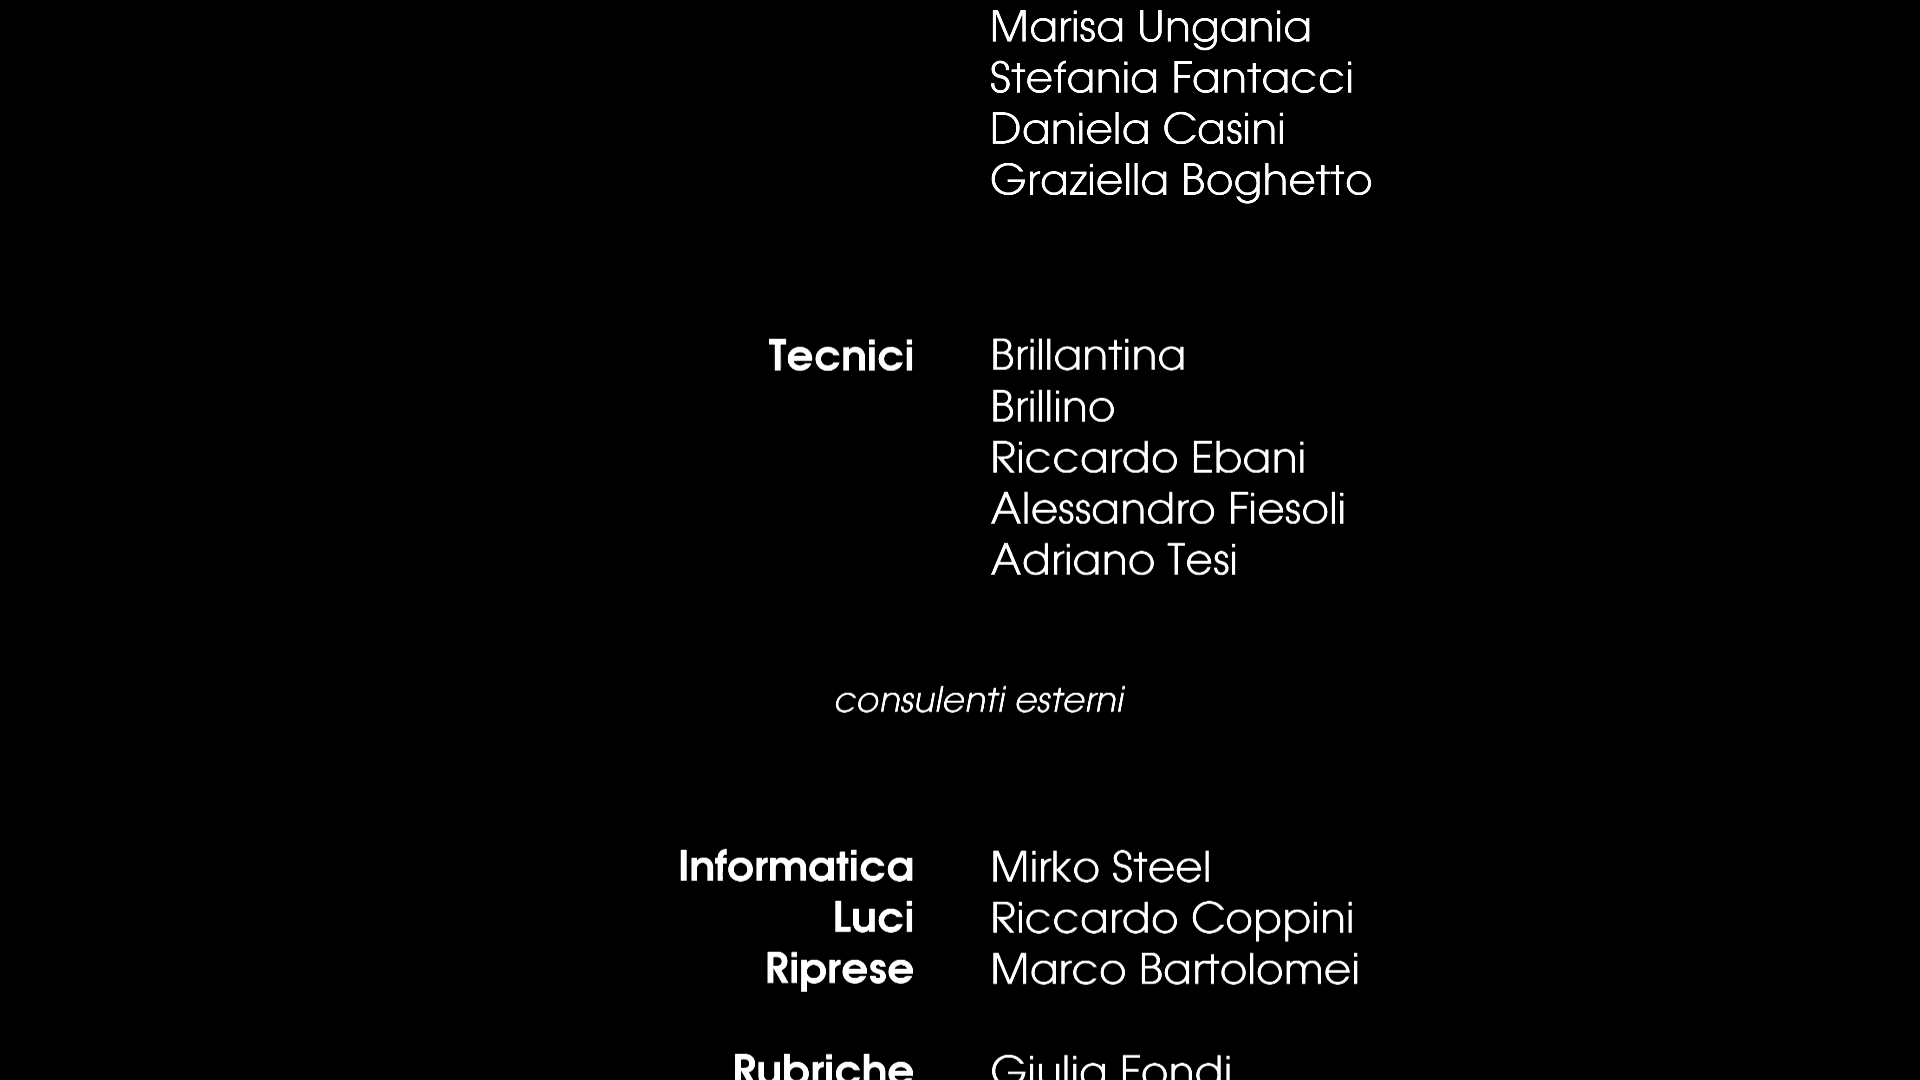 Marisa Ungania
Stefania Fantacci
Daniela Casini
Graziella Boghetto
Tecnici Brillantina
Brillino
Riccardo Ebani
Alessandro Fiesoli
Adriano Tesi
consulenti esterni
Informatica Mirko Steel
Luci Riccardo Coppini
Riprese Marco Bartolomei
Rubriche Giulia Fondi